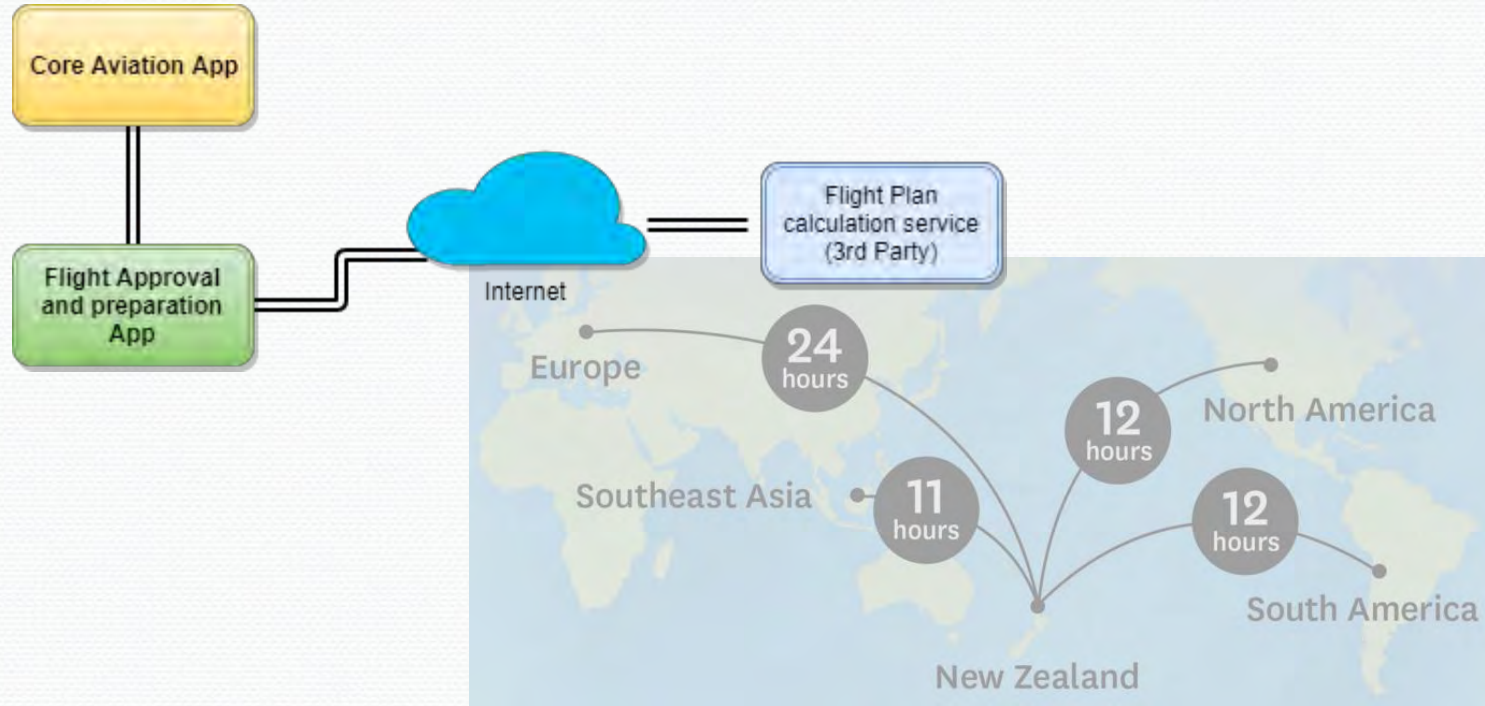 Core Aviation App
Flight Approval
and preparation
App
Internet
Flight Plan
calculation service
(3rd Party)
Europe
24
hours
Southeast Asia
11
hours
12
hours
North America
12
hours
South America
New Zealand